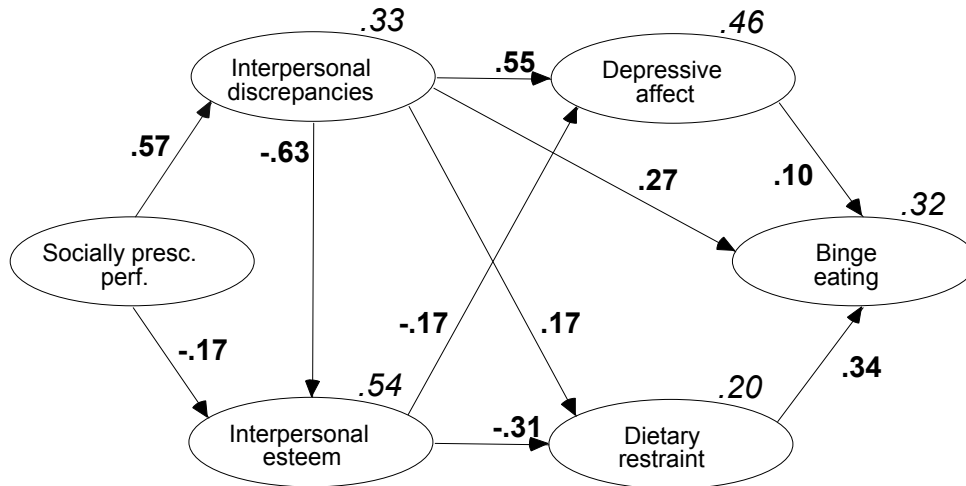 .33
.46
Interpersonal
discrepancies
.55
Depressive
affect
.57
-.63
.27
.10
.32
Socially presc.
perf.
Binge
eating
-.17
-.17
.17
.34
.54
.20
Interpersonal
esteem
-.31
Dietary
restraint